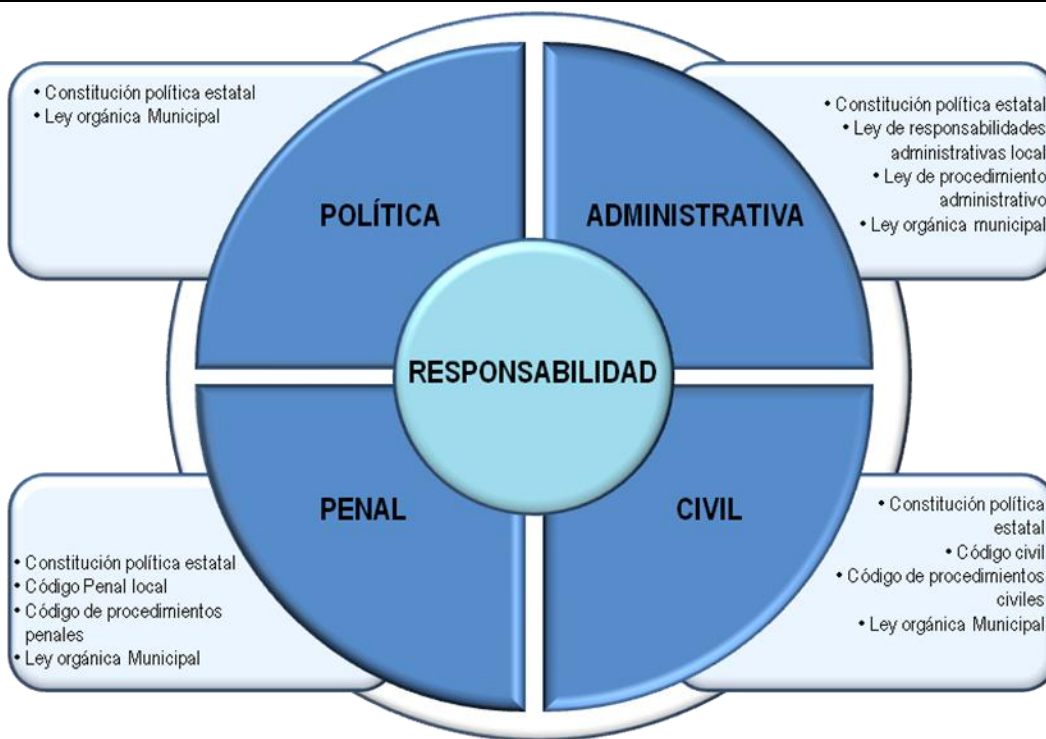 • Constitución política estatal
• Ley orgánica Municipal
POLÍTICA
ADMINISTRATIVA
• Constitución política estatal
• Ley de responsabilidades
administrativas local
• Ley de procedimiento
administrativo
• Ley orgánica municipal
RESPONSABILIDAD
PENAL
CIVIL
• Constitución política estatal
• Código Penal local
• Código de procedimientos
penales
• Ley orgánica Municipal
• Constitución política
estatal
• Código civil
• Código de procedimientos
civiles
• Ley orgánica Municipal